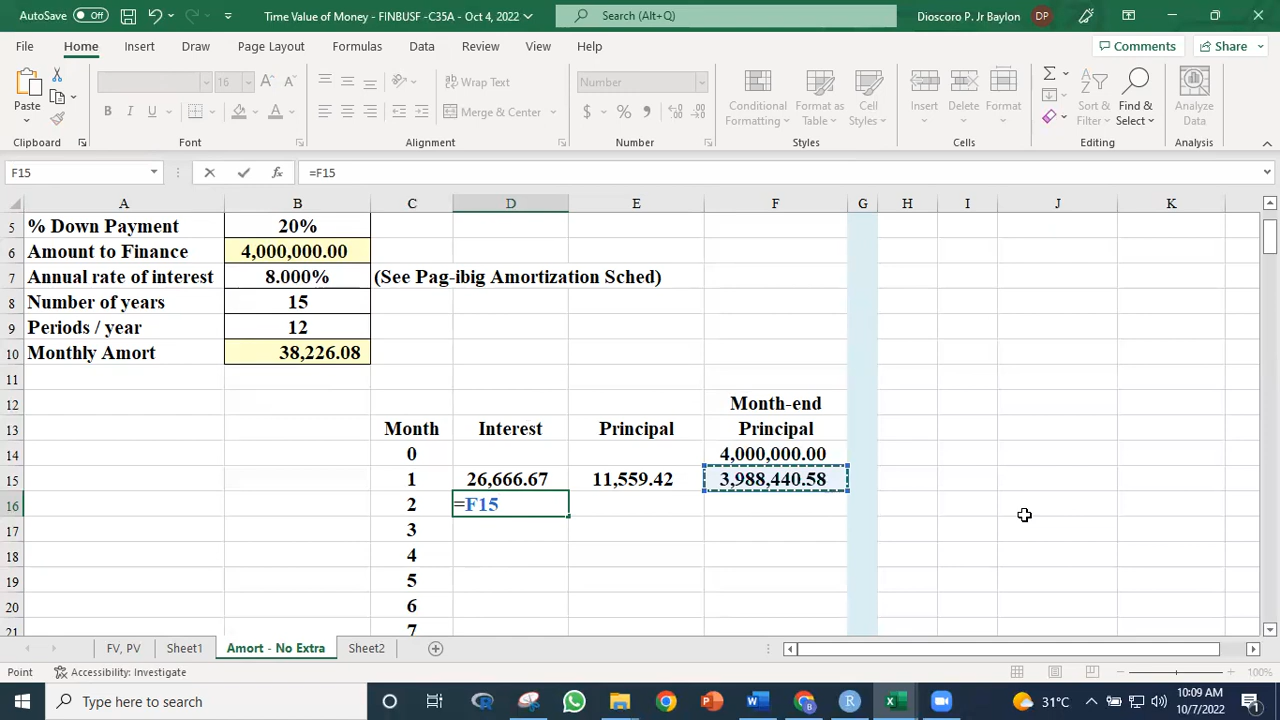 AutoSave Off Time Value of Money - FINBUSF -C35A - Oct 4, 2022 Search (Alt+Q) Dioscoro P. Jr Baylon DP
File Home Insert Draw Page Layout Formulas Data Review View Help Comments Share
Paste 16 A A Wrap Text Number Conditional Formatting Format as Table Cell Styles Insert Delete Format Sort & Filter Find & Select Analyze Data
B I U A Merge & Center $ %
Clipboard Font Alignment Number Styles Cells Editing Analysis
F15 fx =F15
A B C D E F G H I J K
5 % Down Payment 20%
6 Amount to Finance 4,000,000.00
7 Annual rate of interest 8.000% (See Pag-ibig Amortization Sched)
8 Number of years 15
9 Periods / year 12
10 Monthly Amort 38,226.08
11
12 Month-end
13 Month Interest Principal Principal
14 0 4,000,000.00
15 1 26,666.67 11,559.42 3,988,440.58
16 2 =F15
17 3
18 4
19 5
20 6
21 7
FV, PV Sheet1 Amort - No Extra Sheet2
Point Accessibility: Investigate 100%
Type here to search 31°C 10:09 AM
10/7/2022 1